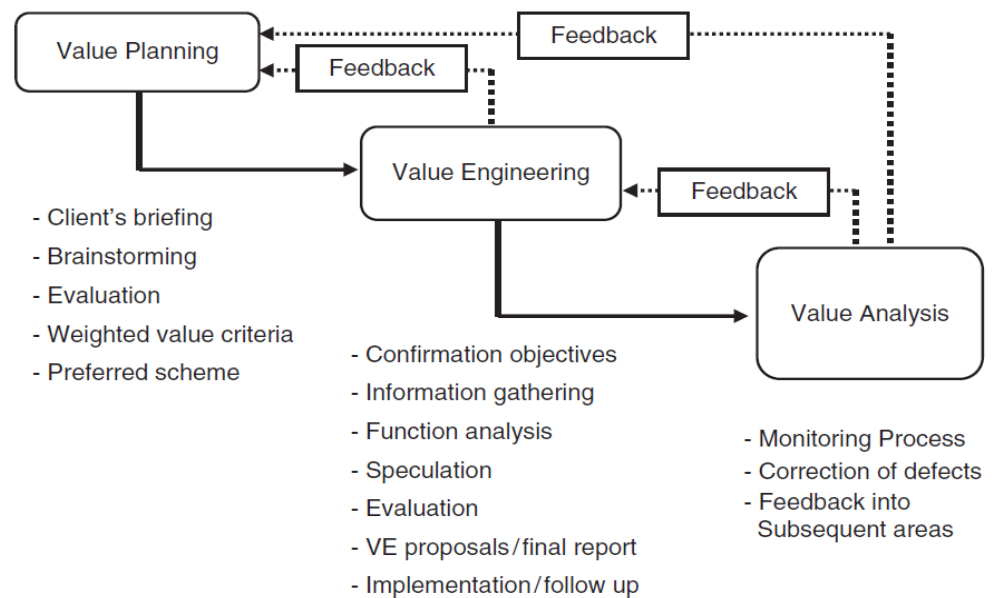 Value Planning
Feedback
Feedback
Value Engineering
Feedback
Value Analysis
- Client's briefing
- Brainstorming
- Evaluation
- Weighted value criteria
- Preferred scheme
- Confirmation objectives
- Information gathering
- Function analysis
- Speculation
- Evaluation
- VE proposals/final report
- Implementation/follow up
- Monitoring Process
- Correction of defects
- Feedback into
Subsequent areas